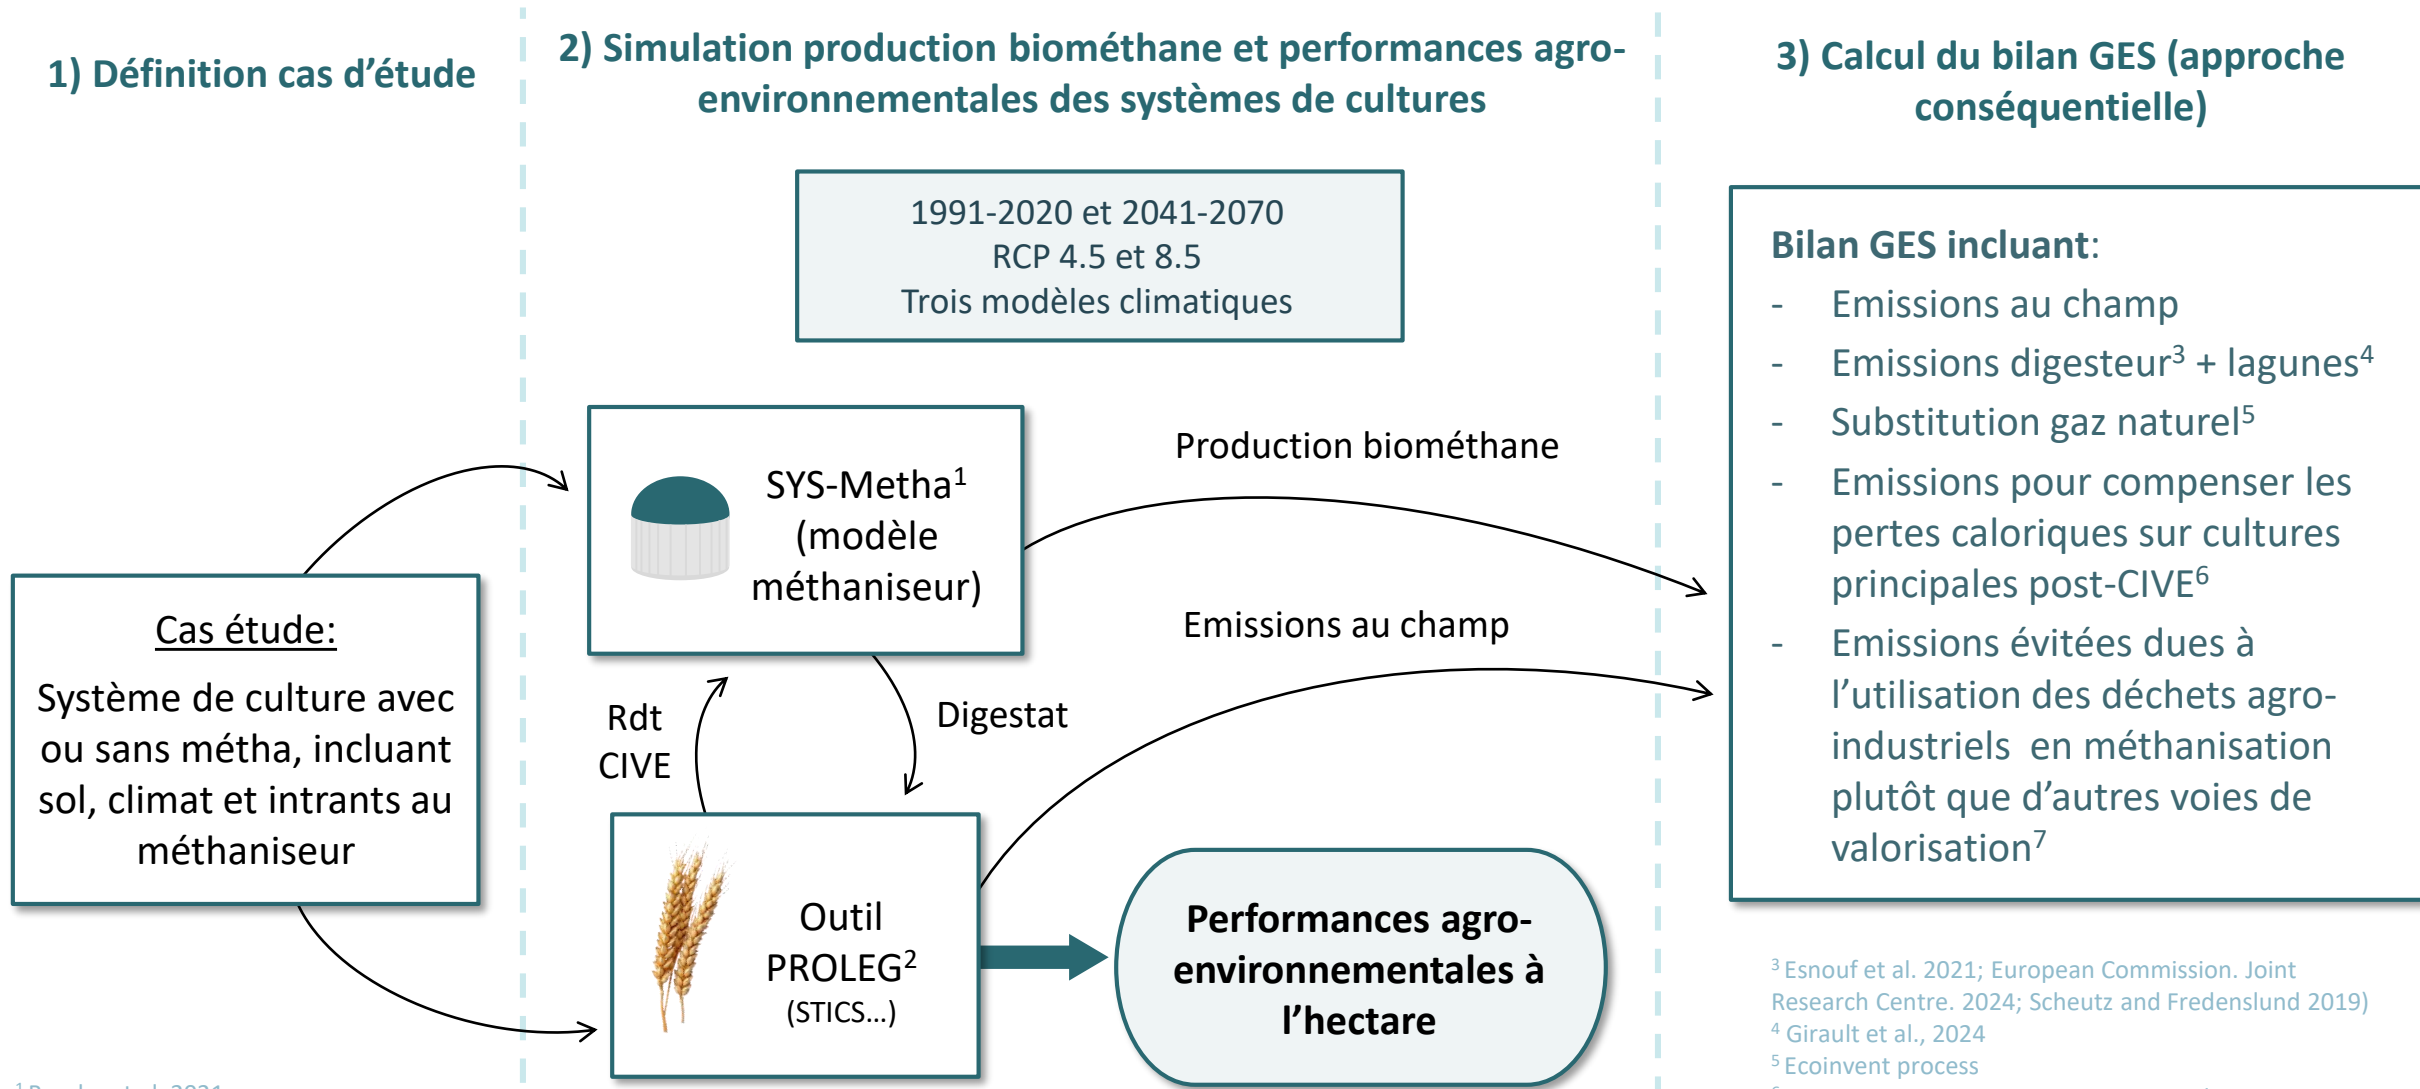 1) Définition cas d'étude
2) Simulation production biométhane et performances agro-
environnementales des systèmes de cultures
3) Calcul du bilan GES (approche
conséquentielle)
1991-2020 et 2041-2070
RCP 4.5 et 8.5
Trois modèles climatiques
Cas étude:
Système de culture avec
ou sans métha, incluant
sol, climat et intrants au
méthaniseur
SYS-Metha¹
(modèle
méthaniseur)
Production biométhane
Emissions au champ
Rdt
CIVE
Digestat
Outil
PROLEG²
(STICS…)
Performances agro-
environnementales à
l'hectare
Bilan GES incluant:
- Emissions au champ
- Emissions digesteur³ + lagunes⁴
- Substitution gaz naturel⁵
- Emissions pour compenser les
pertes caloriques sur cultures
principales post-CIVE⁶
- Emissions évitées dues à
l'utilisation des déchets agro-
industriels en méthanisation
plutôt que d'autres voies de
valorisation⁷
³ Esnouf et al. 2021; European Commission. Joint
Research Centre. 2024; Scheutz and Fredenslund 2019)
⁴ Girault et al., 2024
⁵ Ecoinvent process